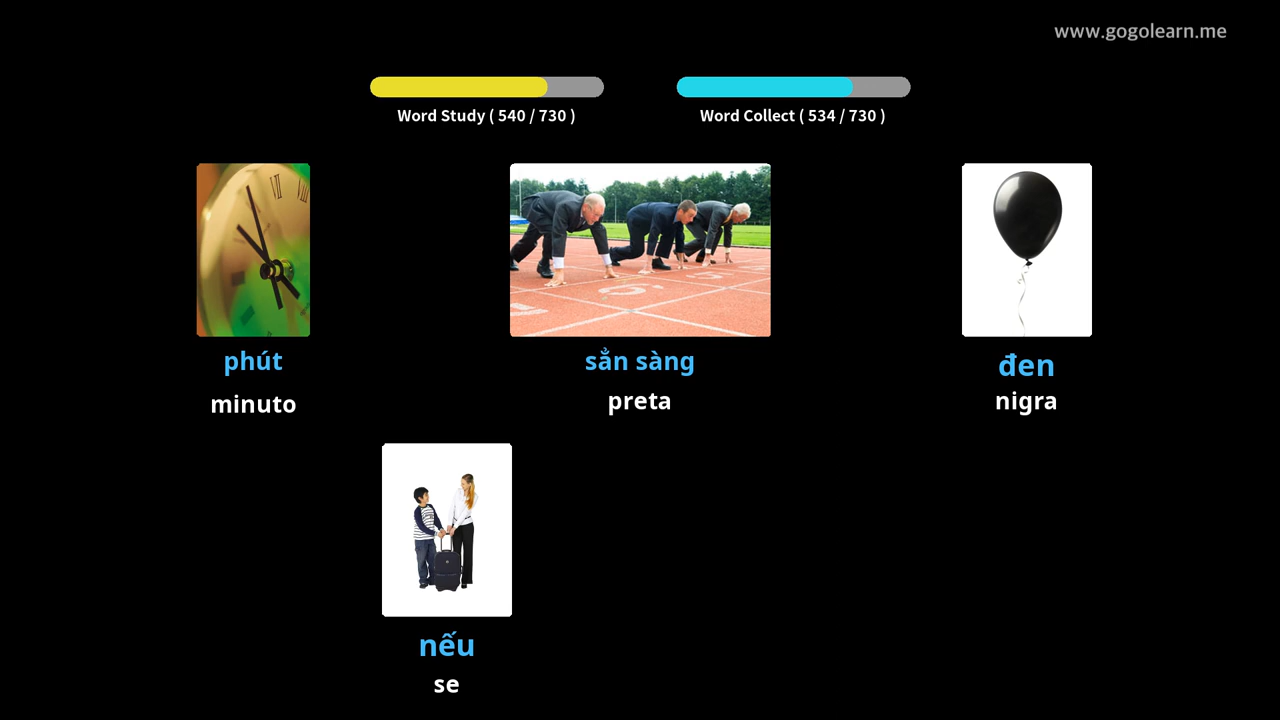 www.gogolearn.me
Word Study ( 540 / 730 )
Word Collect ( 534 / 730 )
phút
sẳn sàng
đen
minuto
preta
nigra
nếu
se